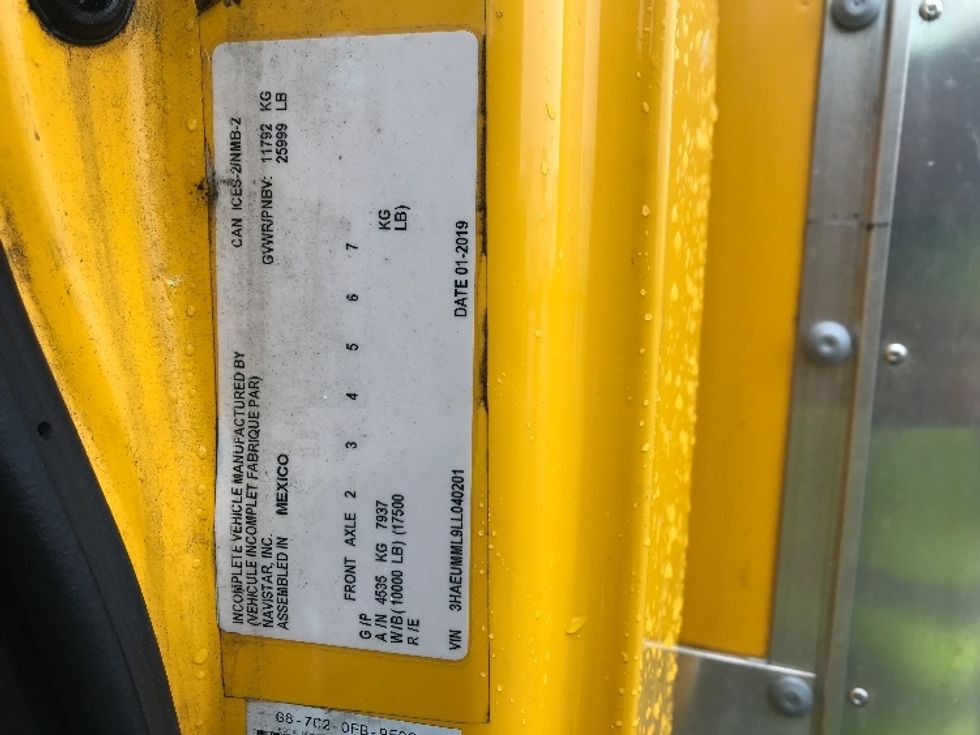 INCOMPLETE VEHICLE MANUFACTURED BY CAN ICES-2/NMB-2
(VEHICULE INCOMPLET FABRIQUE PAR)
NAVISTAR, INC. GVWR/PNBV: 11792 KG
ASSEMBLED IN MEXICO 25999 LB
FRONT AXLE 2 3 4 5 6 7
G /P
A /N 4535 KG 7937 KG
W/B( 10000 LB) (17500 LB)
R /E
VIN 3HAEUMML9LL040201 DATE 01-2019